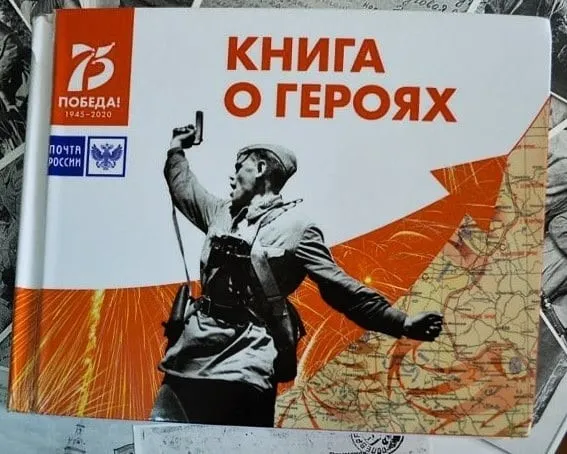 КНИГА
О ГЕРОЯХ
75
ПОБЕДА!
1945–2020
ПОЧТА
РОССИИ